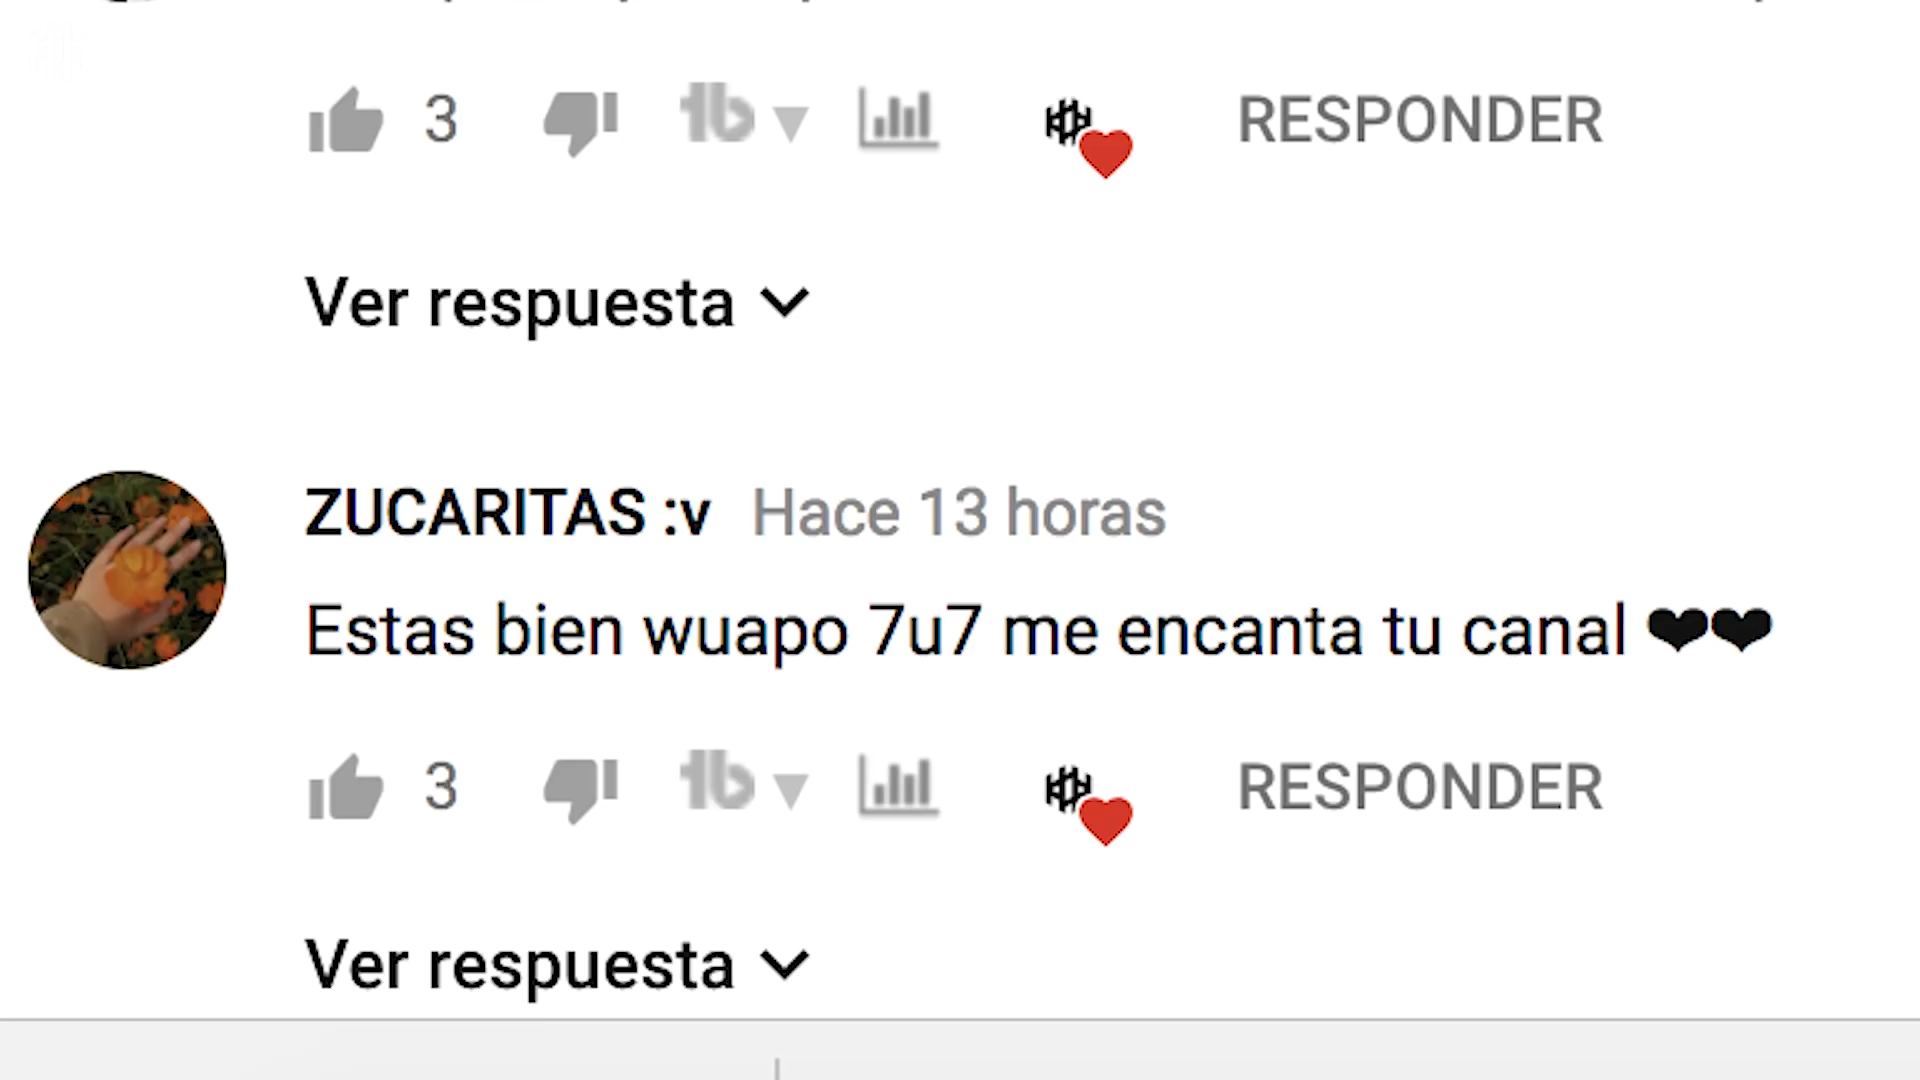 3 RESPONDER
Ver respuesta
ZUCARITAS :v Hace 13 horas
Estas bien wuapo 7u7 me encanta tu canal ❤❤
3 RESPONDER
Ver respuesta